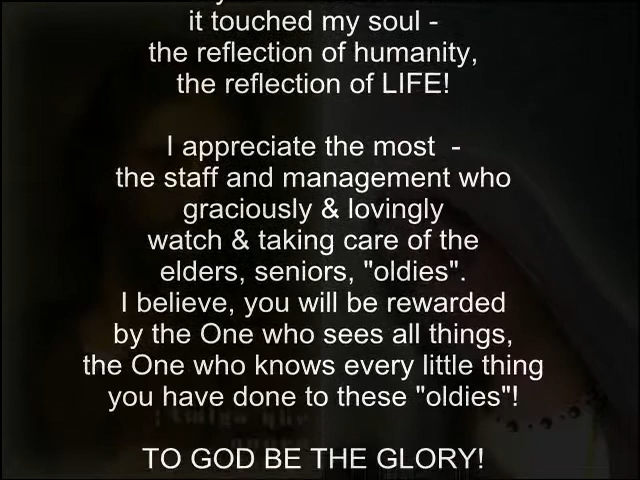 it touched my soul -
the reflection of humanity,
the reflection of LIFE!
I appreciate the most  -
the staff and management who
graciously & lovingly
watch & taking care of the
elders, seniors, "oldies".
I believe, you will be rewarded
by the One who sees all things,
the One who knows every little thing
you have done to these "oldies"!
TO GOD BE THE GLORY!